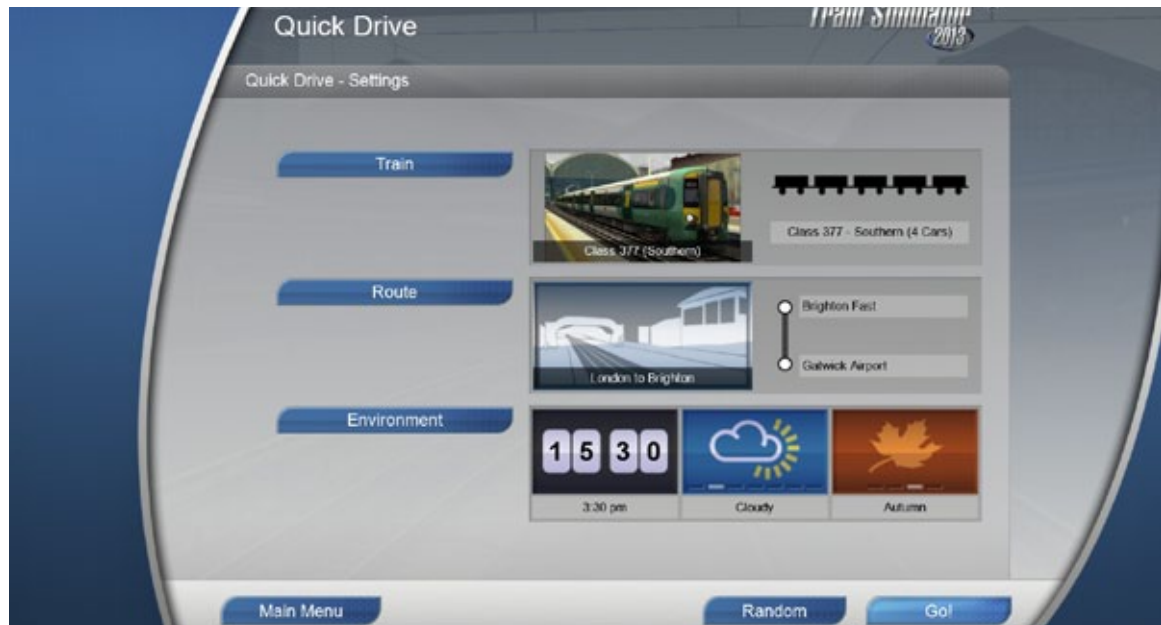 Quick Drive
Train Simulator
2013
Quick Drive - Settings
Train
Class 377 (Southern)
Class 377 - Southern (4 Cars)
Route
London to Brighton
Brighton Fast
Gatwick Airport
Environment
1 5 3 0
3:30 pm
Cloudy
Autumn
Main Menu
Random
Go!